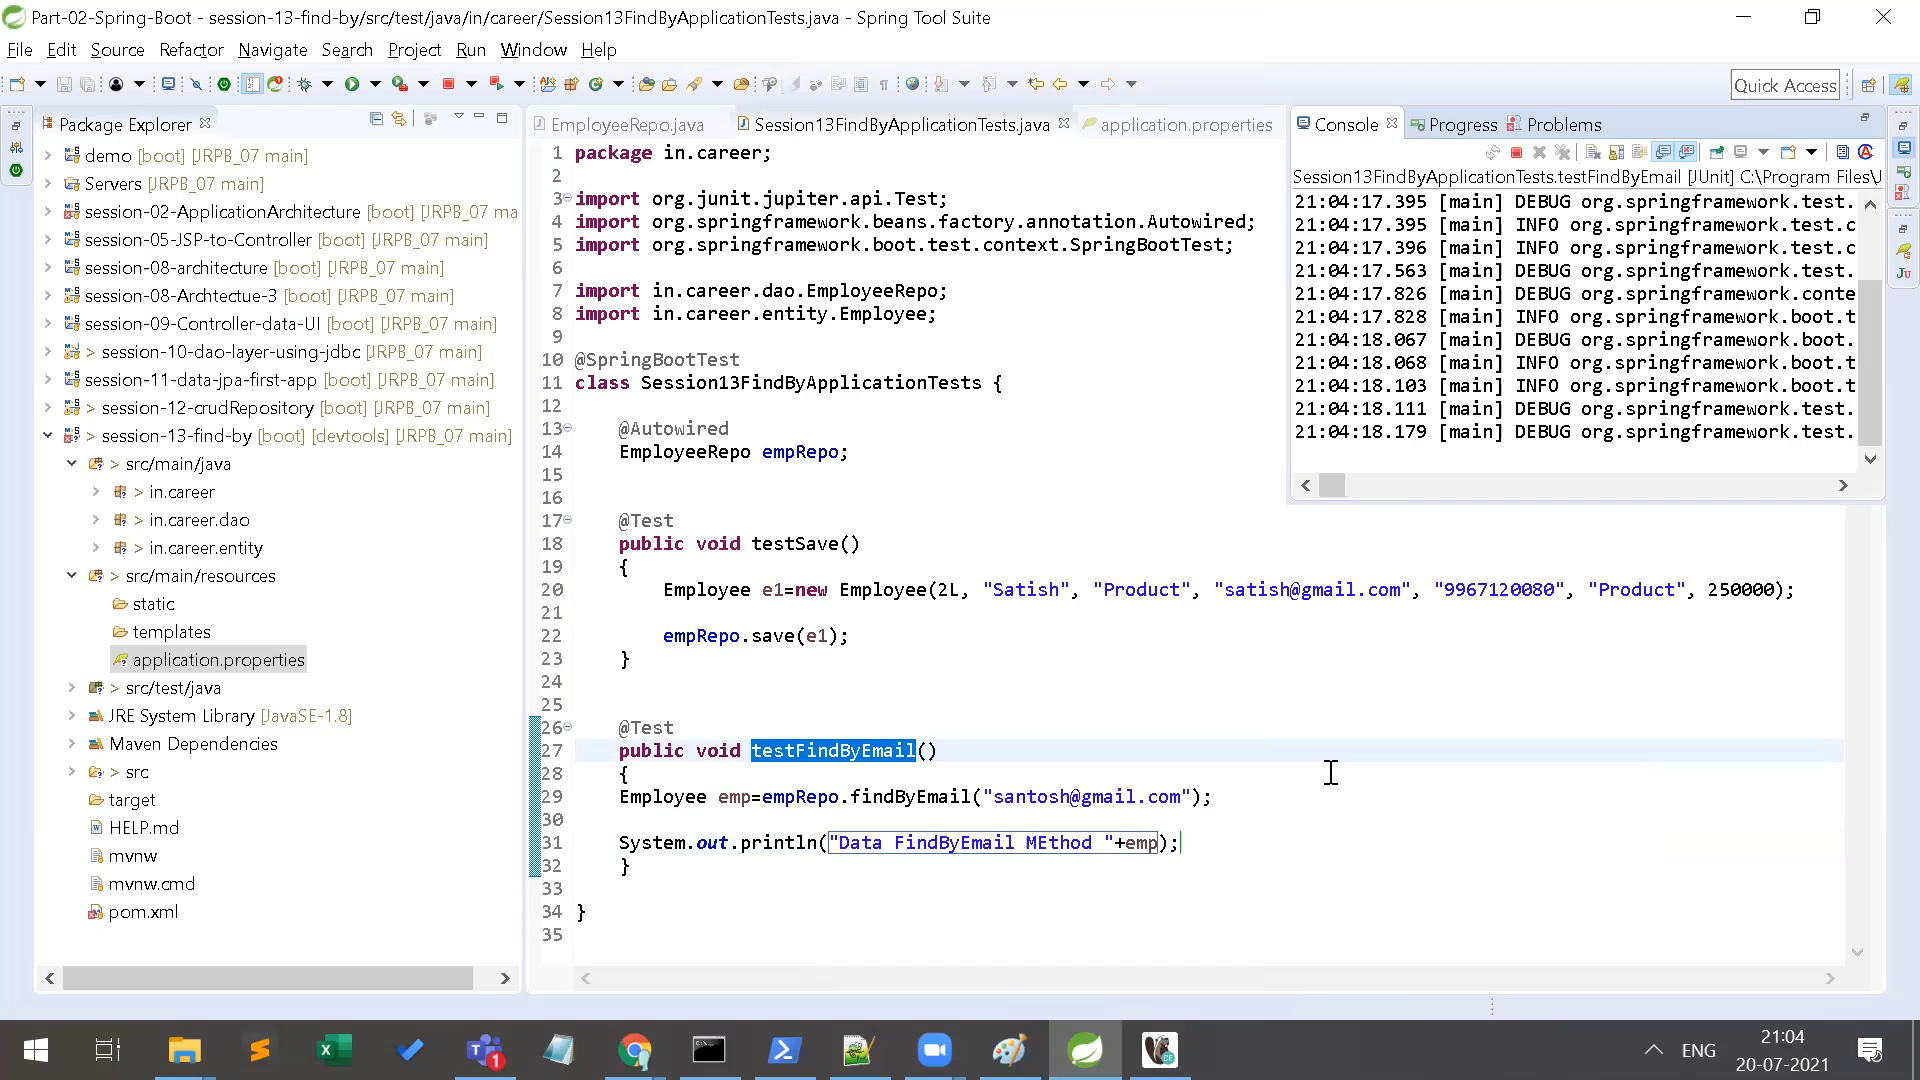 Part-02-Spring-Boot - session-13-find-by/src/test/java/in/career/Session13FindByApplicationTests.java - Spring Tool Suite
File Edit Source Refactor Navigate Search Project Run Window Help
Quick Access
Package Explorer
demo [boot] [JRPB_07 main]
Servers [JRPB_07 main]
session-02-ApplicationArchitecture [boot] [JRPB_07 ma
session-05-JSP-to-Controller [boot] [JRPB_07 main]
session-08-architecture [boot] [JRPB_07 main]
session-08-Archtectue-3 [boot] [JRPB_07 main]
session-09-Controller-data-UI [boot] [JRPB_07 main]
> session-10-dao-layer-using-jdbc [boot] [JRPB_07 main]
session-11-data-jpa-first-app [boot] [JRPB_07 main]
> session-12-crudRepository [boot] [JRPB_07 main]
> session-13-find-by [boot] [devtools] [JRPB_07 main]
> src/main/java
> in.career
> in.career.dao
> in.career.entity
> src/main/resources
static
templates
application.properties
> src/test/java
JRE System Library [JavaSE-1.8]
Maven Dependencies
> src
target
HELP.md
mvnw
mvnw.cmd
pom.xml
EmployeeRepo.java Session13FindByApplicationTests.java application.properties
1 package in.career;
2
3 import org.junit.jupiter.api.Test;
4 import org.springframework.beans.factory.annotation.Autowired;
5 import org.springframework.boot.test.context.SpringBootTest;
6
7 import in.career.dao.EmployeeRepo;
8 import in.career.entity.Employee;
9
10 @SpringBootTest
11 class Session13FindByApplicationTests {
12
13 @Autowired
14 EmployeeRepo empRepo;
15
16
17 @Test
18 public void testSave()
19 {
20 Employee e1=new Employee(2L, "Satish", "Product", "satish@gmail.com", "9967120080", "Product", 250000);
21
22 empRepo.save(e1);
23 }
24
25
26 @Test
27 public void testFindByEmail()
28 {
29 Employee emp=empRepo.findByEmail("santosh@gmail.com");
30
31 System.out.println("Data FindByEmail MEthod "+emp);
32 }
33
34 }
35
Console Progress Problems
Session13FindByApplicationTests.testFindByEmail [JUnit] C:\Program Files\J
21:04:17.395 [main] DEBUG org.springframework.test.
21:04:17.395 [main] INFO org.springframework.test.c
21:04:17.396 [main] INFO org.springframework.test.c
21:04:17.563 [main] DEBUG org.springframework.test.
21:04:17.826 [main] DEBUG org.springframework.conte
21:04:17.828 [main] INFO org.springframework.boot.t
21:04:18.067 [main] DEBUG org.springframework.boot.
21:04:18.068 [main] INFO org.springframework.boot.t
21:04:18.103 [main] INFO org.springframework.boot.t
21:04:18.111 [main] DEBUG org.springframework.test.
21:04:18.179 [main] DEBUG org.springframework.test.
ENG
21:04
20-07-2021